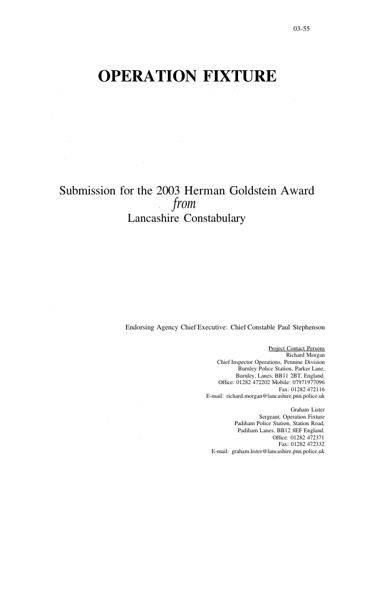 03-55
OPERATION FIXTURE
Submission for the 2003 Herman Goldstein Award
from
Lancashire Constabulary
Endorsing Agency Chief Executive: Chief Constable Paul Stephenson
Project Contact Persons
Richard Morgan
Chief Inspector Operations, Pennine Division
Burnley Police Station, Parker Lane,
Burnley, Lanes, BB11 2BT, England.
Office: 01282 472202 Mobile: 07971977096
Fax: 01282 472116
E-mail: richard.morgan@lancashire.pnn.police.uk
Graham Lister
Sergeant, Operation Fixture
Padiham Police Station, Station Road,
Padiham Lanes, BB12 8EF England.
Office: 01282 472371
Fax: 01282 472332
E-mail: graham.lister@lancashire.pnn.police.uk